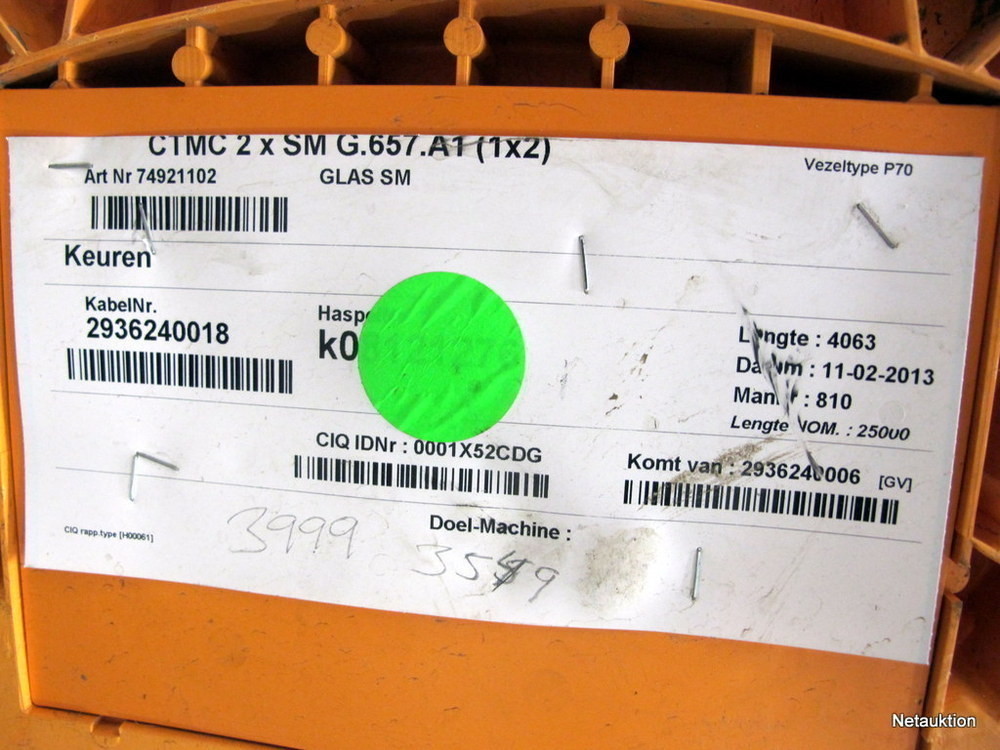 CTMC 2 x SM G.657.A1 (1x2)
Art Nr 74921102
GLAS SM
Vezeltype P70
Keuren
KabelNr.
2936240018
Lengte : 4063
Datum : 11-02-2013
: 810
Lengte NOM. : 25000
CIQ IDNr : 0001X52CDG
Komt van : 2936240006 [GV]
Doel-Machine :
CIQ rapp.type [H00061]
3999
Netauktion